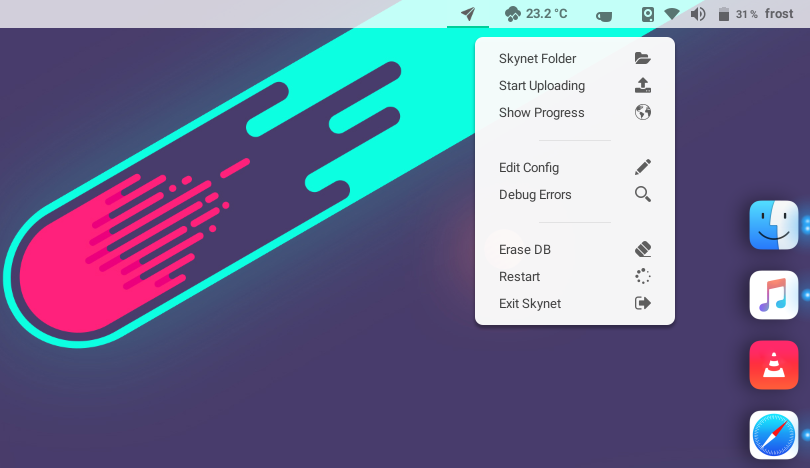 23.2 °C 31 % frost
Skynet Folder
Start Uploading
Show Progress
Edit Config
Debug Errors
Erase DB
Restart
Exit Skynet